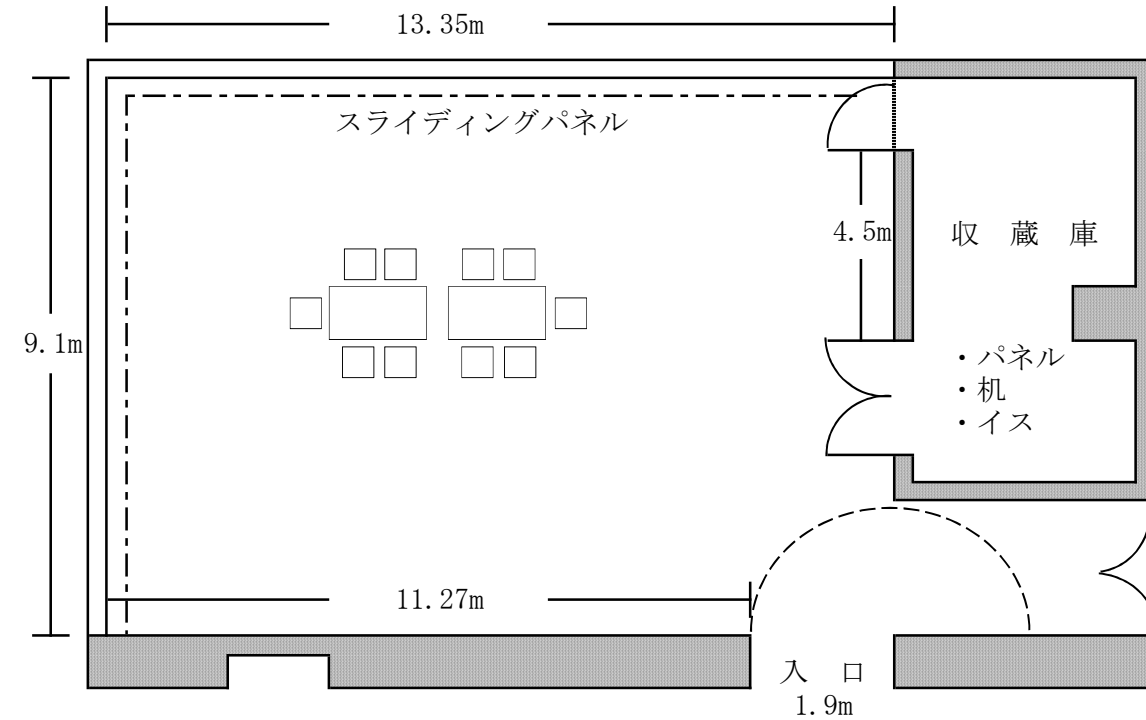 13.35m
スライディングパネル
4.5m
収 蔵 庫
9.1m
・パネル
・机
・イス
11.27m
入 口
1.9m